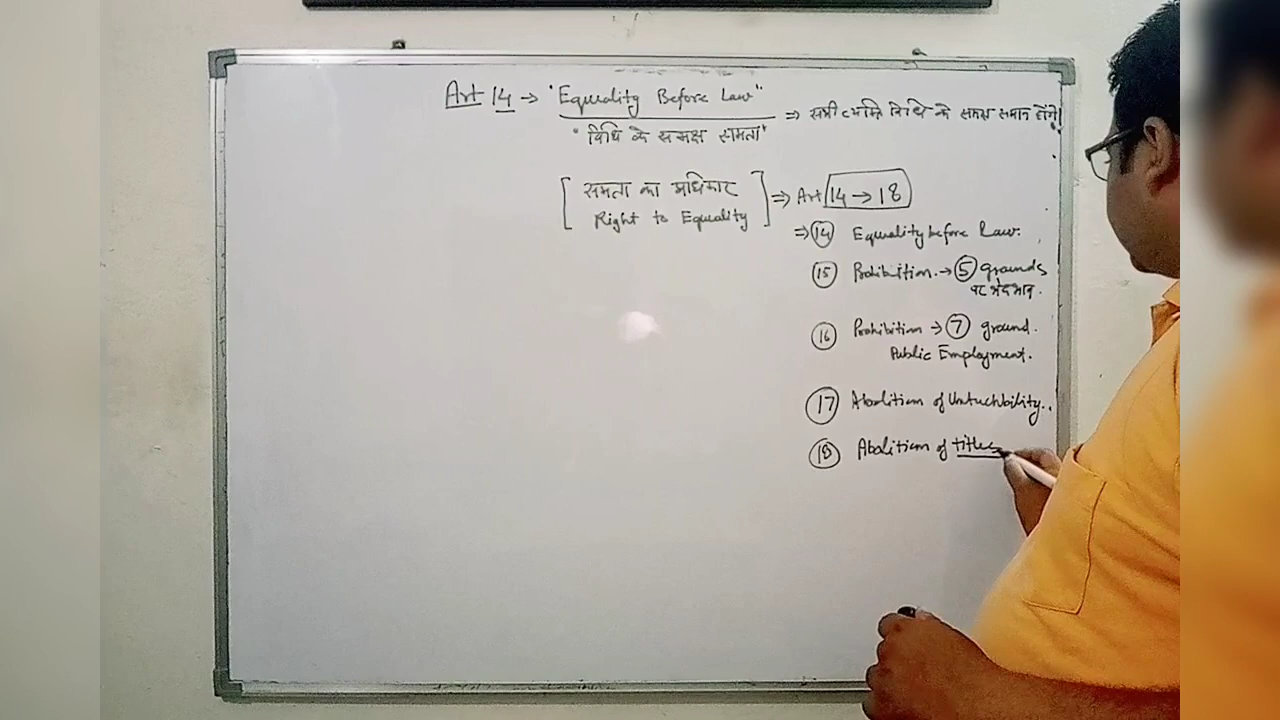 Art 14 → "Equality Before Law"
"विधि के समक्ष समता" ⇒ सभी व्यक्ति विधि के समक्ष समान होंगे।
[समता का अधिकार
Right to Equality] ⇒ Art 14 → 18
⇒ 14 Equality before Law.
15 Prohibition. → 5 grounds
पर भेदभाव.
16 Prohibition → 7 ground.
Public Employment.
17 Abolition of Untuchbility..
18 Abolition of titles